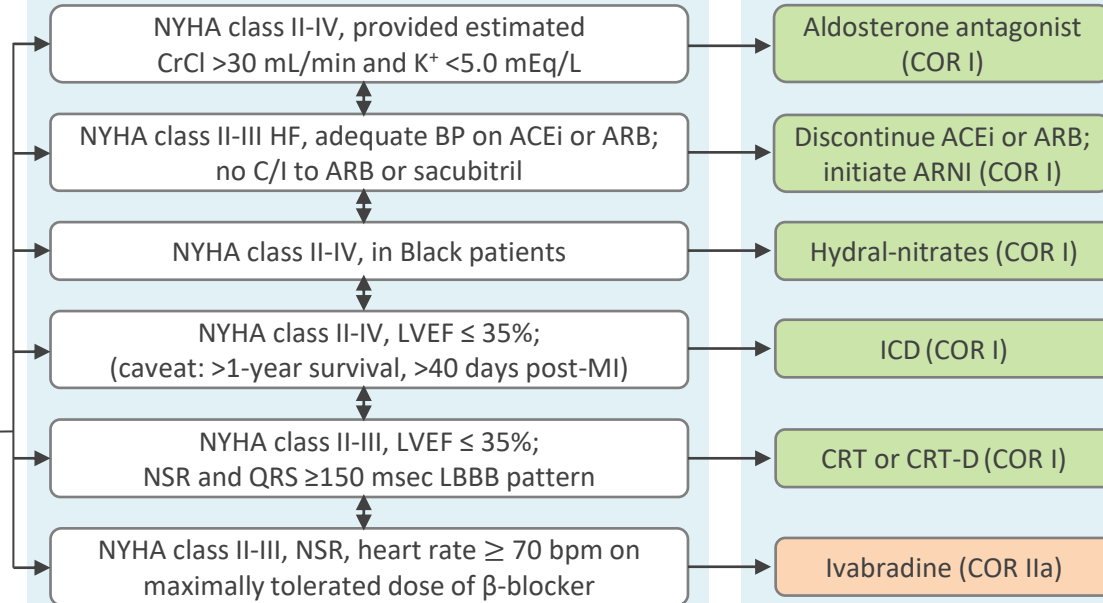 NYHA class II-IV, provided estimated
CrCl >30 mL/min and K⁺ <5.0 mEq/L
Aldosterone antagonist
(COR I)
NYHA class II-III HF, adequate BP on ACEi or ARB;
no C/I to ARB or sacubitril
Discontinue ACEi or ARB;
initiate ARNI (COR I)
NYHA class II-IV, in Black patients
Hydral-nitrates (COR I)
NYHA class II-IV, LVEF ≤ 35%;
(caveat: >1-year survival, >40 days post-MI)
ICD (COR I)
NYHA class II-III, LVEF ≤ 35%;
NSR and QRS ≥150 msec LBBB pattern
CRT or CRT-D (COR I)
NYHA class II-III, NSR, heart rate ≥ 70 bpm on
maximally tolerated dose of β-blocker
Ivabradine (COR IIa)